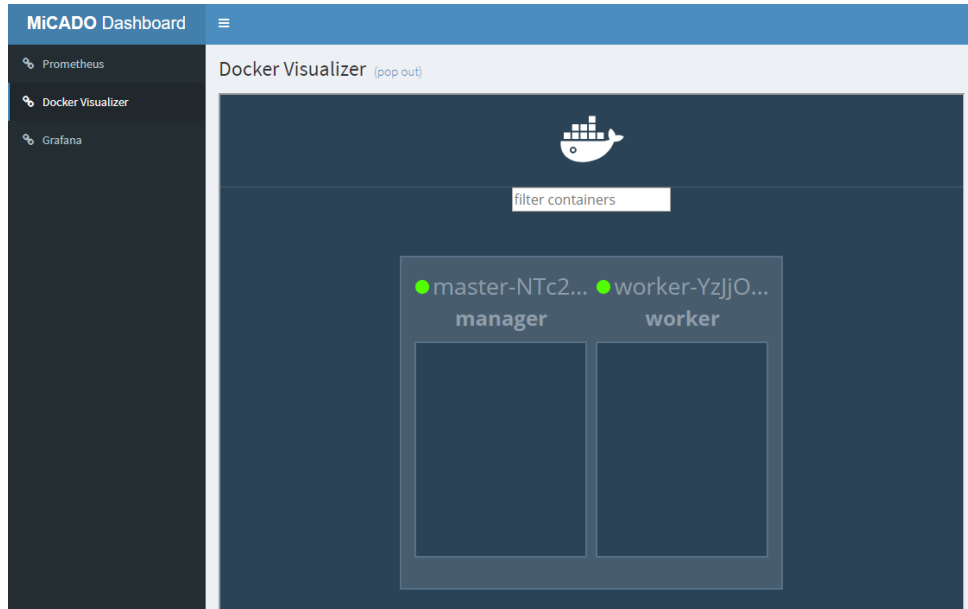 MiCADO Dashboard
Prometheus
Docker Visualizer
Grafana
Docker Visualizer (pop out)
filter containers
master-NTc2... worker-YzJjO...
manager worker